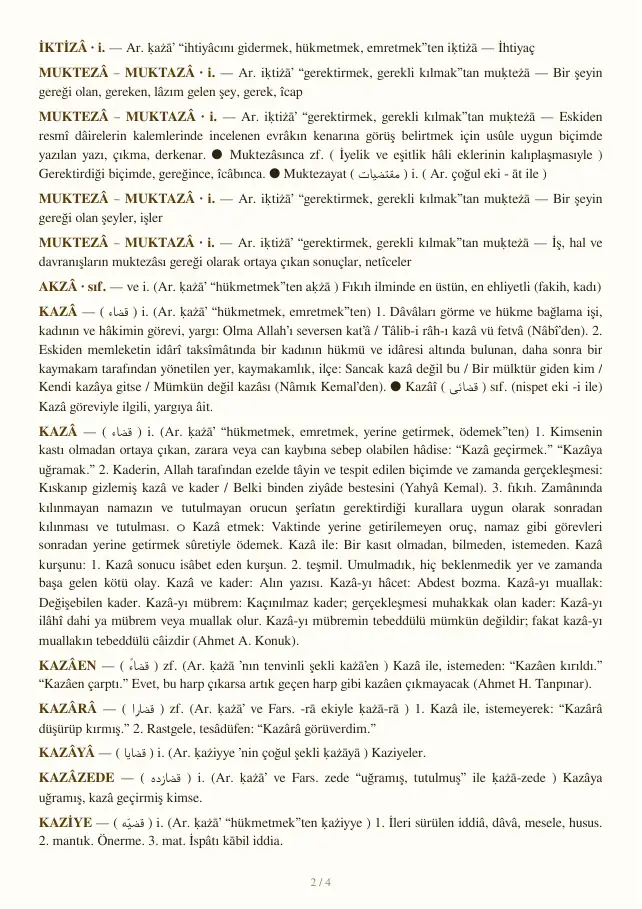 İKTİZÂ · i. — Ar. ḳażā’ “ihtiyâcını gidermek, hükmetmek, emretmek”ten iḳtiżā — İhtiyaç
MUKTEZÂ – MUKTAZÂ · i. — Ar. iḳtiżā’ “gerektirmek, gerekli kılmak”tan muḳteżā — Bir şeyin
gereği olan, gereken, lâzım gelen şey, gerek, îcap
MUKTEZÂ – MUKTAZÂ · i. — Ar. iḳtiżā’ “gerektirmek, gerekli kılmak”tan muḳteżā — Eskiden
resmî dâirelerin kalemlerinde incelenen evrâkın kenarına görüş belirtmek için usûle uygun biçimde
yazılan yazı, çıkma, derkenar. ● Muktezâsınca zf. ( İyelik ve eşitlik hâli eklerinin kalıplaşmasıyle )
Gerektirdiği biçimde, gereğince, îcâbınca. ● Muktezayat ( مقتضيات ) i. ( Ar. çoğul eki - āt ile )
MUKTEZÂ – MUKTAZÂ · i. — Ar. iḳtiżā’ “gerektirmek, gerekli kılmak”tan muḳteżā — Bir şeyin
gereği olan şeyler, işler
MUKTEZÂ – MUKTAZÂ · i. — Ar. iḳtiżā’ “gerektirmek, gerekli kılmak”tan muḳteżā — İş, hal ve
davranışların muktezâsı gereği olarak ortaya çıkan sonuçlar, netîceler
AKZÂ · sıf. — ve i. (Ar. ḳażā’ “hükmetmek”ten aḳżā ) Fıkıh ilminde en üstün, en ehliyetli (fakih, kadı)
KAZÂ — ( قضاء ) i. (Ar. ḳażā’ “hükmetmek, emretmek”ten) 1. Dâvâları görme ve hükme bağlama işi,
kadının ve hâkimin görevi, yargı: Olma Allah’ı seversen kat’â / Tâlib-i râh-ı kazâ vü fetvâ (Nâbî’den). 2.
Eskiden memleketin idârî taksîmâtında bir kadının hükmü ve idâresi altında bulunan, daha sonra bir
kaymakam tarafından yönetilen yer, kaymakamlık, ilçe: Sancak kazâ değil bu / Bir mülktür giden kim /
Kendi kazâya gitse / Mümkün değil kazâsı (Nâmık Kemal’den). ● Kazâî ( قضائى ) sıf. (nispet eki -i ile)
Kazâ göreviyle ilgili, yargıya âit.
KAZÂ — ( قضاء ) i. (Ar. ḳażā’ “hükmetmek, emretmek, yerine getirmek, ödemek”ten) 1. Kimsenin
kastı olmadan ortaya çıkan, zarara veya can kaybına sebep olabilen hâdise: “Kazâ geçirmek.” “Kazâya
uğramak.” 2. Kaderin, Allah tarafından ezelde tâyin ve tespit edilen biçimde ve zamanda gerçekleşmesi:
Kıskanıp gizlemiş kazâ ve kader / Belki binden ziyâde bestesini (Yahyâ Kemal). 3. fıkıh. Zamânında
kılınmayan namazın ve tutulmayan orucun şerîatın gerektirdiği kurallara uygun olarak sonradan
kılınması ve tutulması. ○ Kazâ etmek: Vaktinde yerine getirilemeyen oruç, namaz gibi görevleri
sonradan yerine getirmek sûretiyle ödemek. Kazâ ile: Bir kasıt olmadan, bilmeden, istemeden. Kazâ
kurşunu: 1. Kazâ sonucu isâbet eden kurşun. 2. teşmil. Umulmadık, hiç beklenmedik yer ve zamanda
başa gelen kötü olay. Kazâ ve kader: Alın yazısı. Kazâ-yı hâcet: Abdest bozma. Kazâ-yı muallak:
Değişebilen kader. Kazâ-yı mübrem: Kaçınılmaz kader; gerçekleşmesi muhakkak olan kader: Kazâ-yı
ilâhî dahi ya mübrem veya muallak olur. Kazâ-yı mübremin tebeddülü mümkün değildir; fakat kazâ-yı
muallakın tebeddülü câizdir (Ahmet A. Konuk).
KAZÂEN — ( قضاءً ) zf. (Ar. ḳażā ’nın tenvinli şekli każā’en ) Kazâ ile, istemeden: “Kazâen kırıldı.”
“Kazâen çarptı.” Evet, bu harp çıkarsa artık geçen harp gibi kazâen çıkmayacak (Ahmet H. Tanpınar).
KAZÂRÂ — ( قضارا ) zf. (Ar. ḳażā’ ve Fars. -rā ekiyle ḳażā-rā ) 1. Kazâ ile, istemeyerek: “Kazârâ
düşürüp kırmış.” 2. Rastgele, tesâdüfen: “Kazârâ görüverdim.”
KAZÂYÂ — ( قضايا ) i. (Ar. ḳażiyye ’nin çoğul şekli ḳażāyā ) Kaziyeler.
KAZÂZEDE — ( قضازده ) i. (Ar. ḳażā’ ve Fars. zede “uğramış, tutulmuş” ile ḳażā-zede ) Kazâya
uğramış, kazâ geçirmiş kimse.
KAZİYE — ( قضيّه ) i. (Ar. ḳażā’ “hükmetmek”ten ḳażiyye ) 1. İleri sürülen iddiâ, dâvâ, mesele, husus.
2. mantık. Önerme. 3. mat. İspâtı kābil iddia.
2 / 4